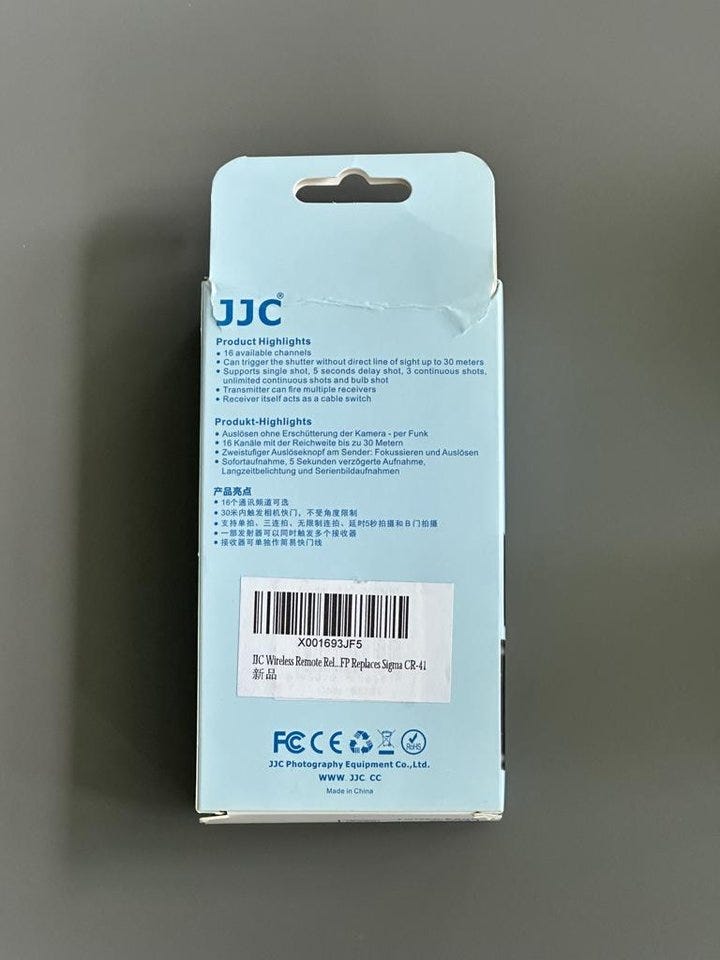 JJC®
Product Highlights
• 16 available channels
• Can trigger the shutter without direct line of sight up to 30 meters
• Supports single shot, 5 seconds delay shot, 3 continuous shots,
unlimited continuous shots and bulb shot
• Transmitter can fire multiple receivers
• Receiver itself acts as a cable switch
Produkt-Highlights
• Auslösen ohne Erschütterung der Kamera - per Funk
• 16 Kanäle mit der Reichweite bis zu 30 Metern
• Zweistufiger Auslöseknopf am Sender: Fokussieren und Auslösen
• Sofortaufnahme, 5 Sekunden verzögerte Aufnahme,
Langzeitbelichtung und Serienbildaufnahmen
产品亮点
• 16个通讯频道可选
• 30米内触发相机快门，不受角度限制
• 支持单拍、三连拍、无限制连拍、延时5秒拍摄和B门拍摄
• 一部发射器可以同时触发多个接收器
• 接收器可单独作简易快门线
X001693JF5
JJC Wireless Remote Rel...FP Replaces Sigma CR-41
新品
FC CE RoHS
JJC Photography Equipment Co.,Ltd.
WWW. JJC. CC
Made in China